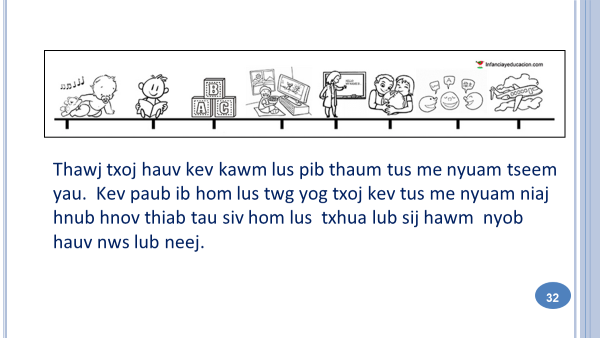 Infanciayeducacion.com
B
A C
Thawj txoj hauv kev kawm lus pib thaum tus me nyuam tseem
yau. Kev paub ib hom lus twg yog txoj kev tus me nyuam niaj
hnub hnov thiab tau siv hom lus txhua lub sij hawm nyob
hauv nws lub neej.
32